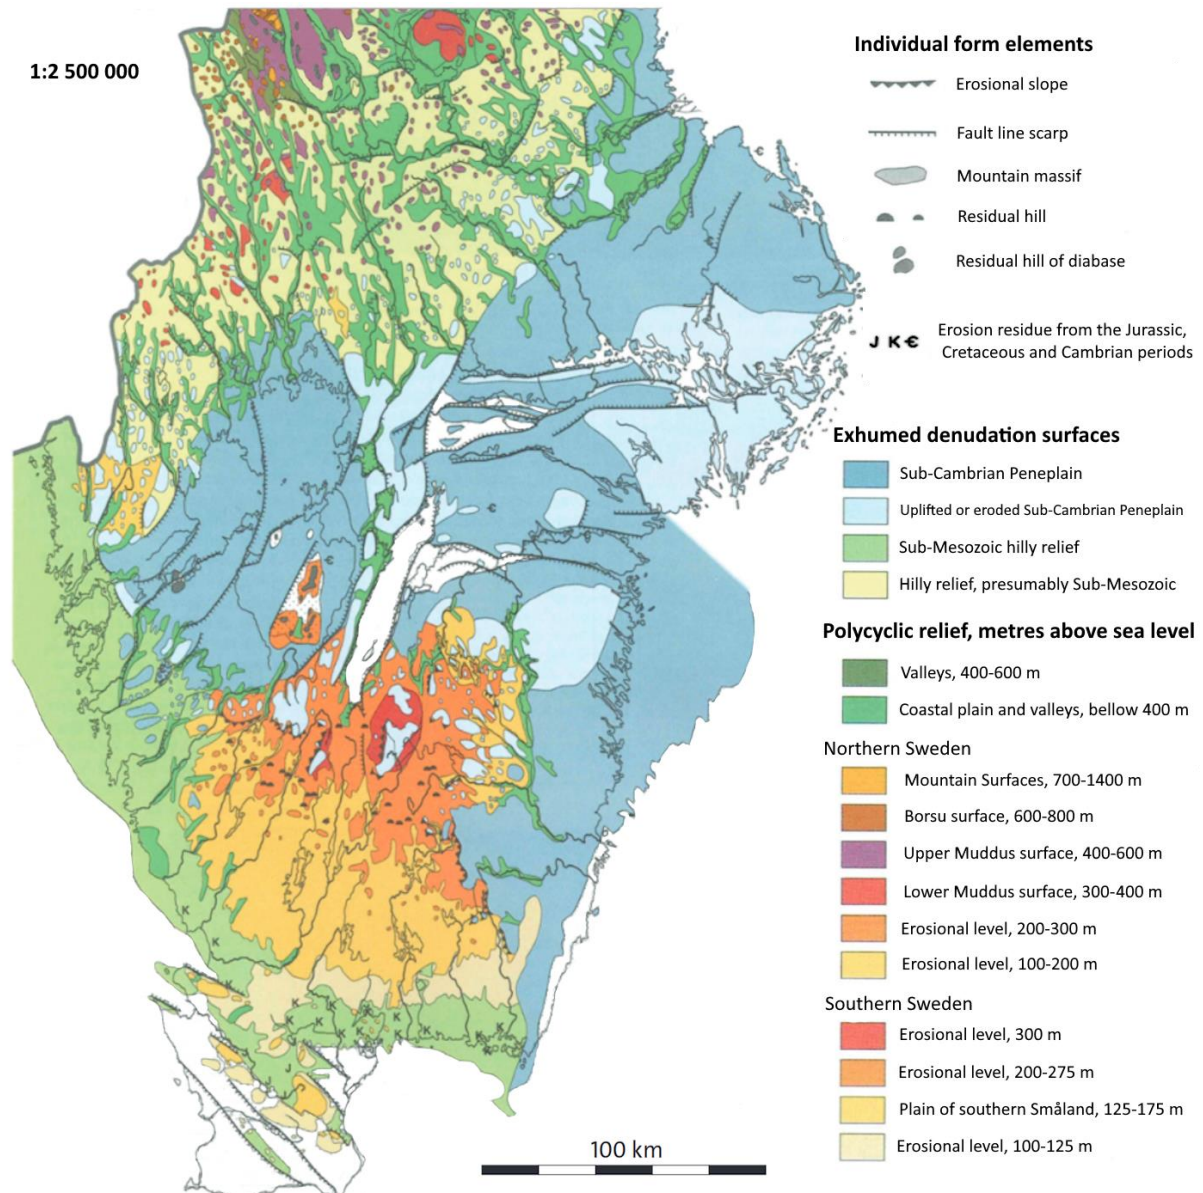 1:2 500 000
Individual form elements
Erosional slope
Fault line scarp
Mountain massif
Residual hill
Residual hill of diabase
J K Є Erosion residue from the Jurassic,
Cretaceous and Cambrian periods
Exhumed denudation surfaces
Sub-Cambrian Peneplain
Uplifted or eroded Sub-Cambrian Peneplain
Sub-Mesozoic hilly relief
Hilly relief, presumably Sub-Mesozoic
Polycyclic relief, metres above sea level
Valleys, 400-600 m
Coastal plain and valleys, bellow 400 m
Northern Sweden
Mountain Surfaces, 700-1400 m
Borsu surface, 600-800 m
Upper Muddus surface, 400-600 m
Lower Muddus surface, 300-400 m
Erosional level, 200-300 m
Erosional level, 100-200 m
Southern Sweden
Erosional level, 300 m
Erosional level, 200-275 m
Plain of southern Småland, 125-175 m
Erosional level, 100-125 m
Є
Є
Є
K
K
K
K
K
K
K
K
K
K
K
K
J
J
100 km